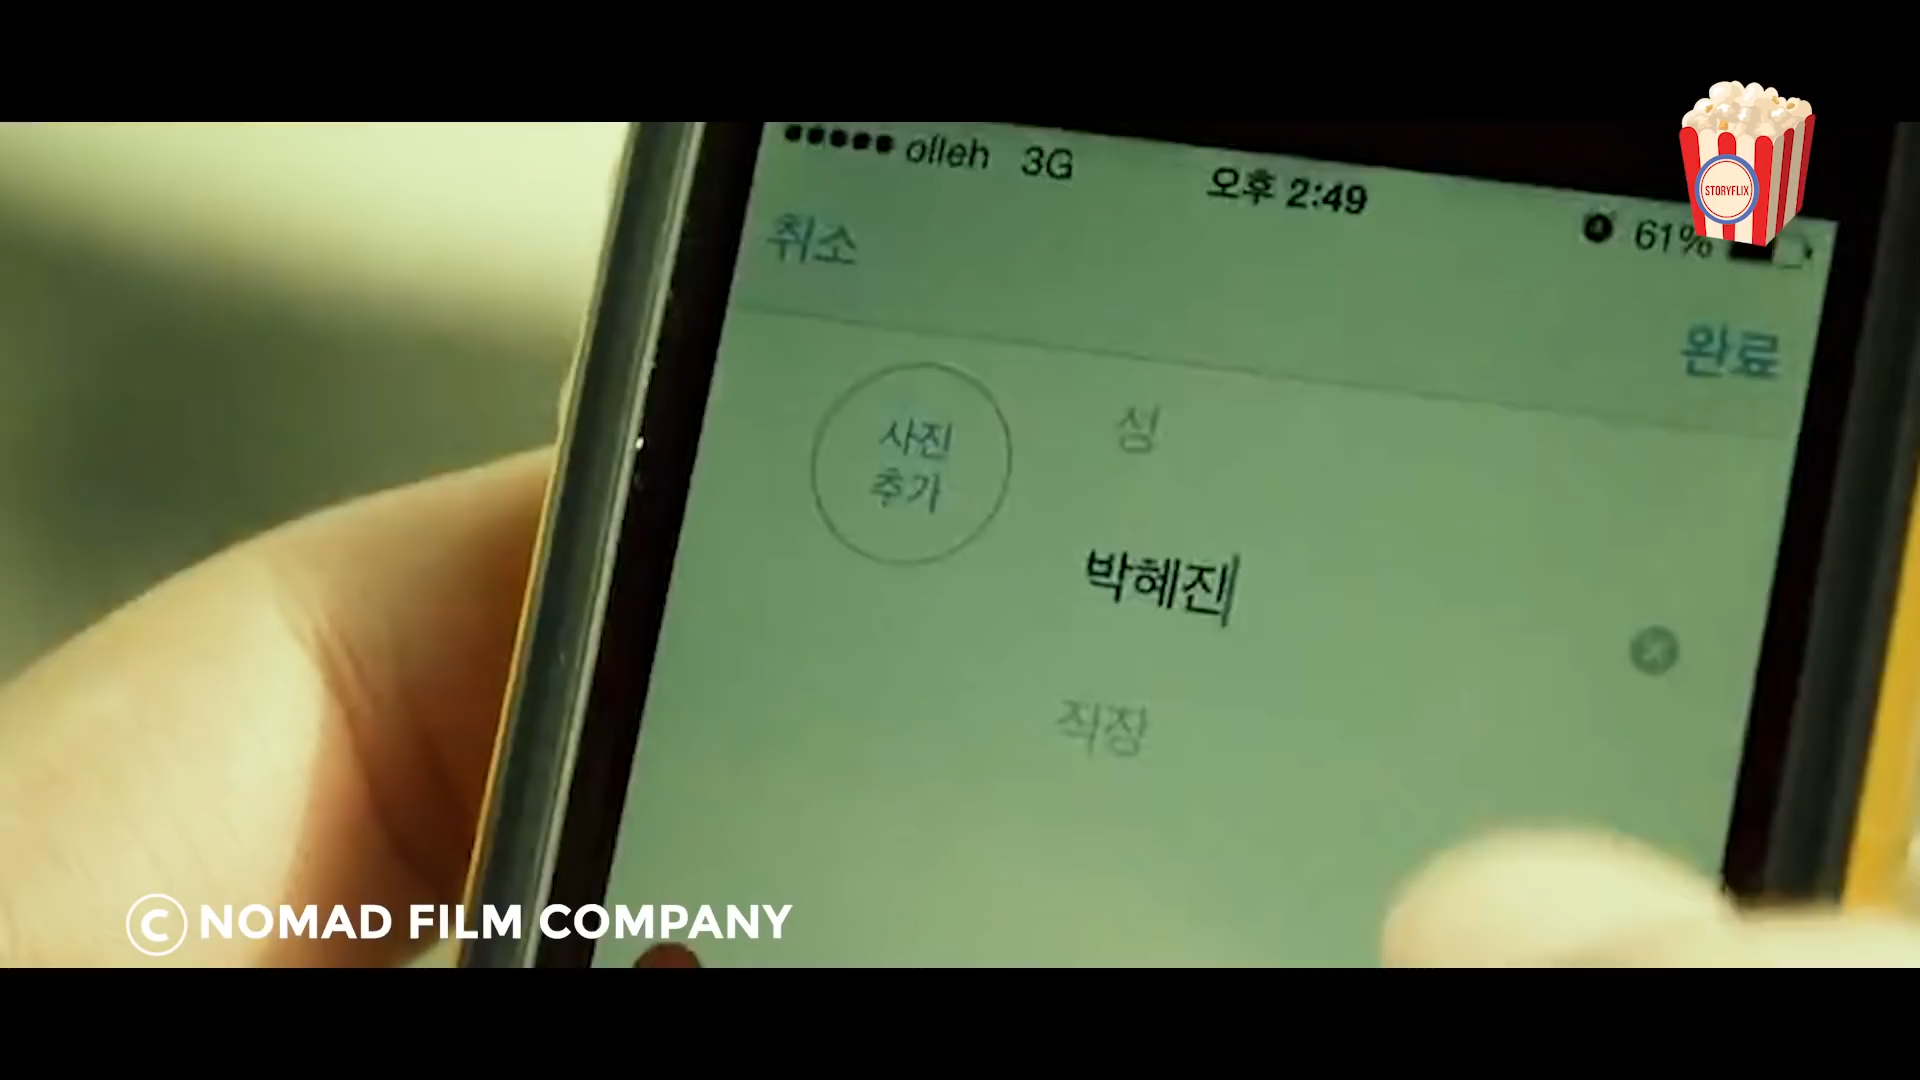 STORYFLIX
olleh 3G
오후 2:49
61%
취소
완료
사진
추가
성
박혜진
직장
© NOMAD FILM COMPANY